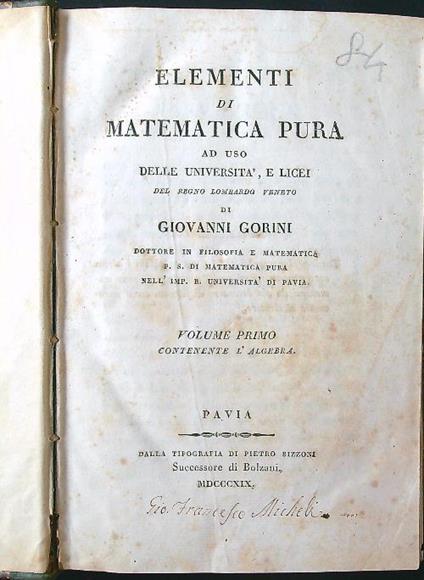 84
ELEMENTI
DI
MATEMATICA PURA
AD USO
DELLE UNIVERSITA', E LICEI
DEL REGNO LOMBARDO VENETO
DI
GIOVANNI GORINI
DOTTORE IN FILOSOFIA E MATEMATICA
P. S. DI MATEMATICA PURA
NELL' IMP. R. UNIVERSITA' DI PAVIA.
VOLUME PRIMO
CONTENENTE L' ALGEBRA.
PAVIA
DALLA TIPOGRAFIA DI PIETRO BIZZONI
Successore di Bolzani.
MDCCCXIX.
Gio Francesco Micheli